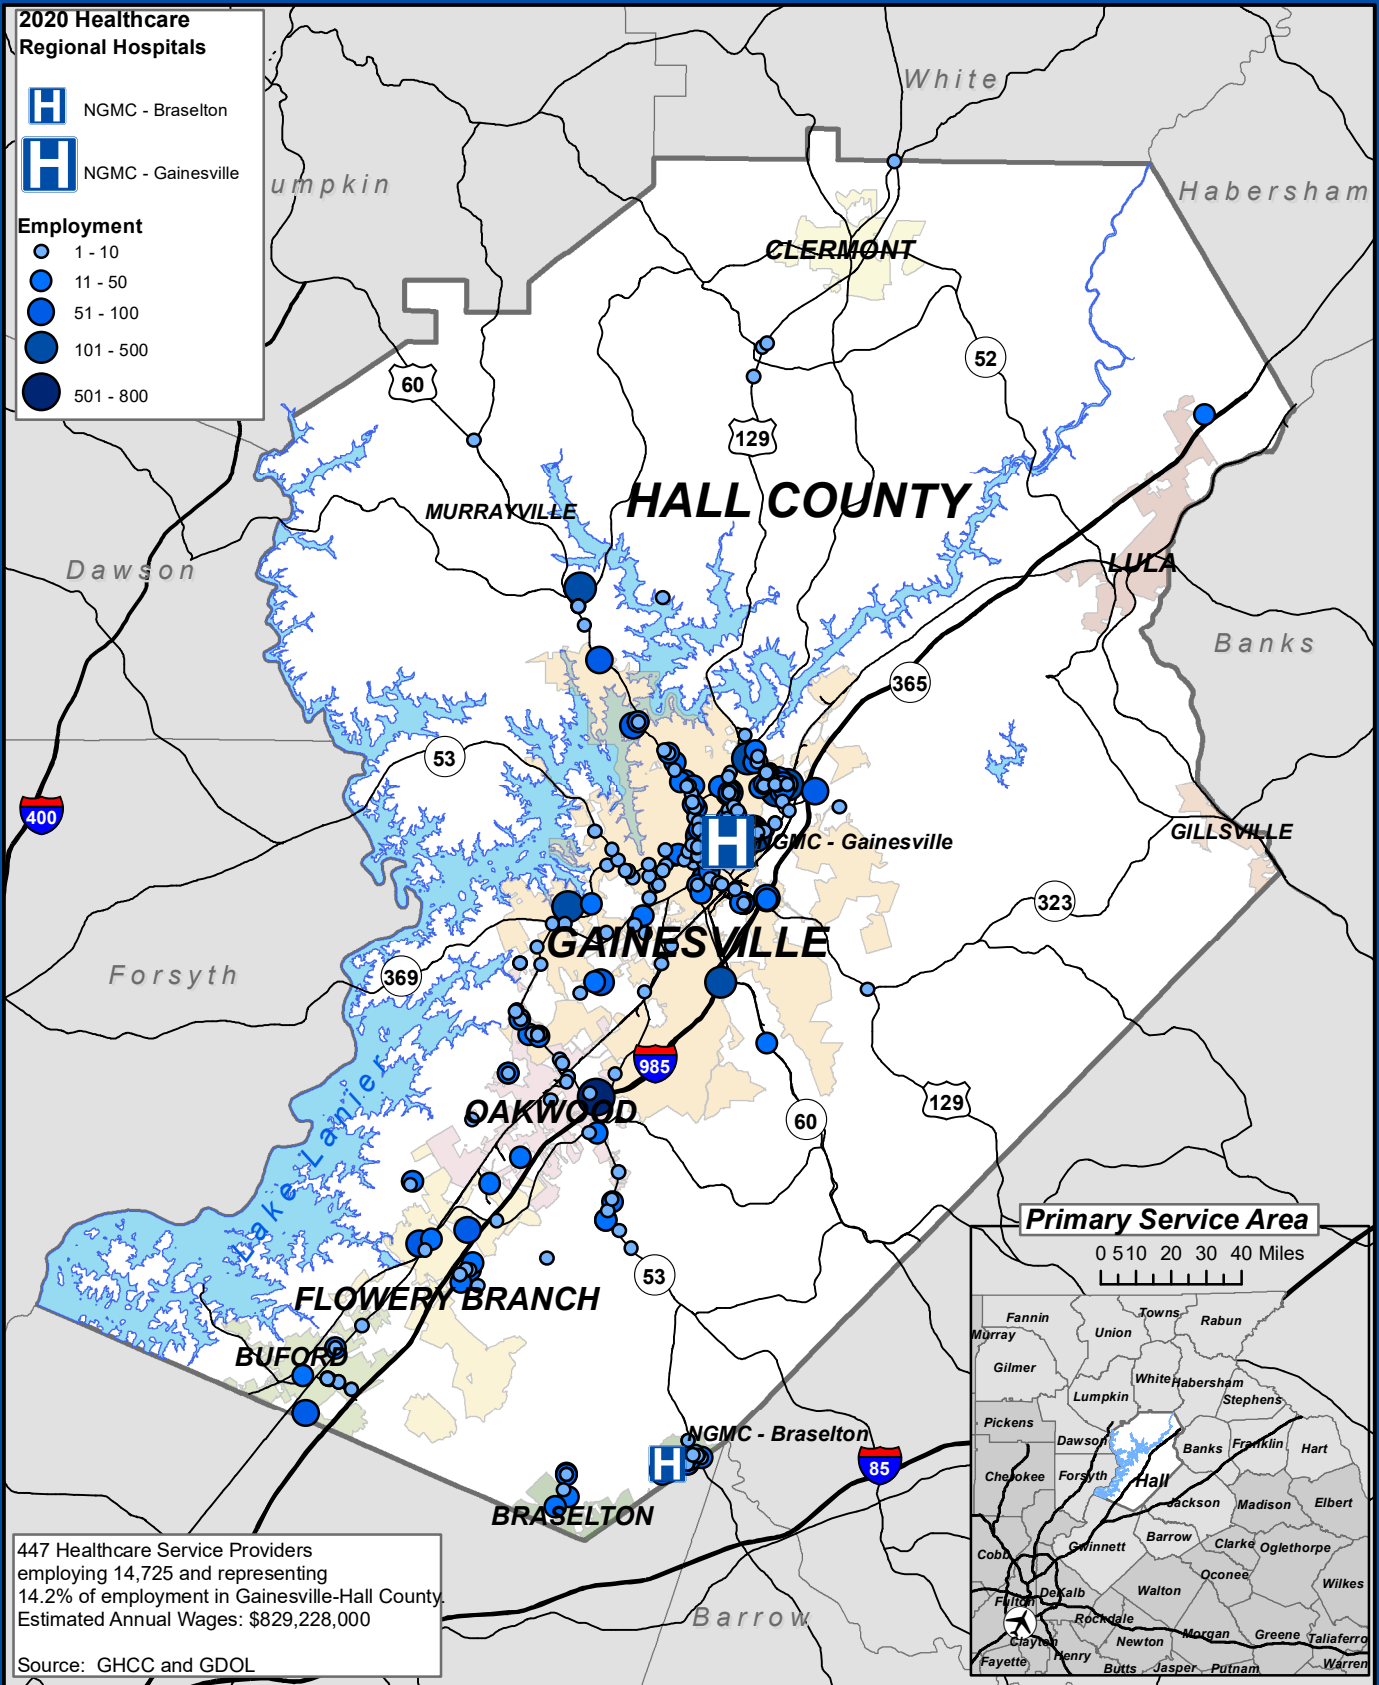 2020 Healthcare
Regional Hospitals
H NGMC - Braselton
H NGMC - Gainesville
Employment
1 - 10
11 - 50
51 - 100
101 - 500
501 - 800
White
umpkin
Habersham
CLERMONT
52
60
129
HALL COUNTY
MURRAYVILLE
Dawson
LULA
Banks
365
53
400
GILLSVILLE
H NGMC - Gainesville
323
GAINESVILLE
Forsyth
369
985
129
OAKWOOD
60
Lake Lanier
53
FLOWERY BRANCH
BUFORD
NGMC - Braselton
H
85
BRASELTON
Barrow
447 Healthcare Service Providers
employing 14,725 and representing
14.2% of employment in Gainesville-Hall County.
Estimated Annual Wages: $829,228,000
Source: GHCC and GDOL
Primary Service Area
0 5 10 20 30 40 Miles
Fannin
Towns
Rabun
Murray
Union
Gilmer
White
Habersham
Lumpkin
Stephens
Pickens
Dawson
Banks
Franklin
Hart
Cherokee
Forsyth
Hall
Jackson
Madison
Elbert
Barrow
Gwinnett
Clarke
Oglethorpe
Cobb
Oconee
DeKalb
Walton
Wilkes
Fulton
Rockdale
Clayton
Newton
Morgan
Greene
Taliaferro
Fayette
Henry
Butts
Jasper
Putnam
Warren